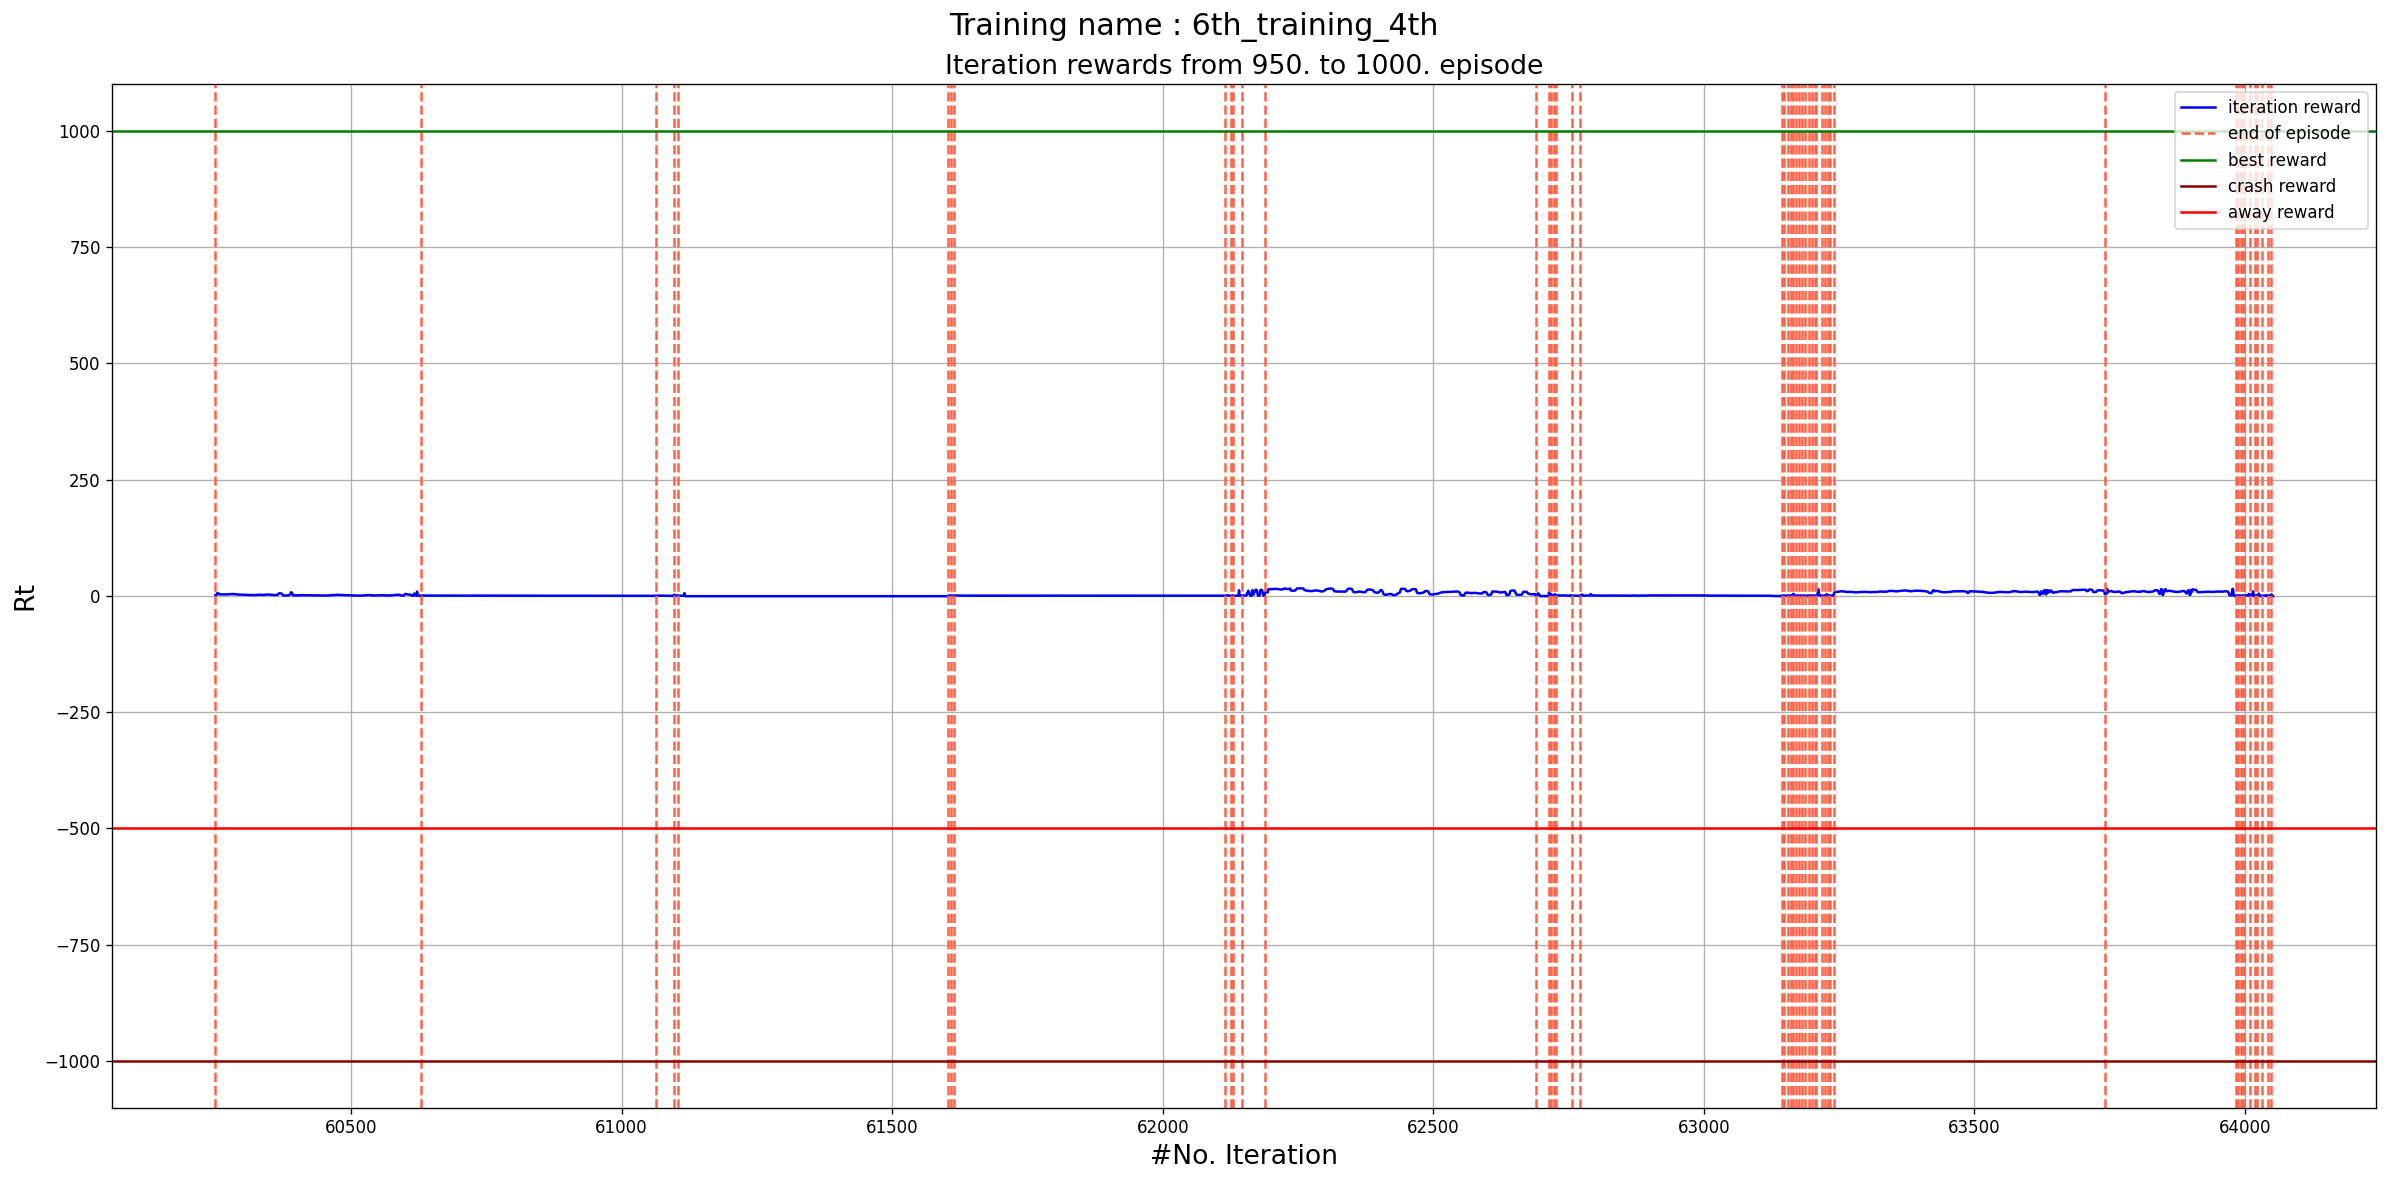 Training name : 6th_training_4th
Iteration rewards from 950. to 1000. episode
iteration reward
end of episode
best reward
crash reward
away reward
1000
750
500
250
0
−250
−500
−750
−1000
Rt
60500 61000 61500 62000 62500 63000 63500 64000
#No. Iteration